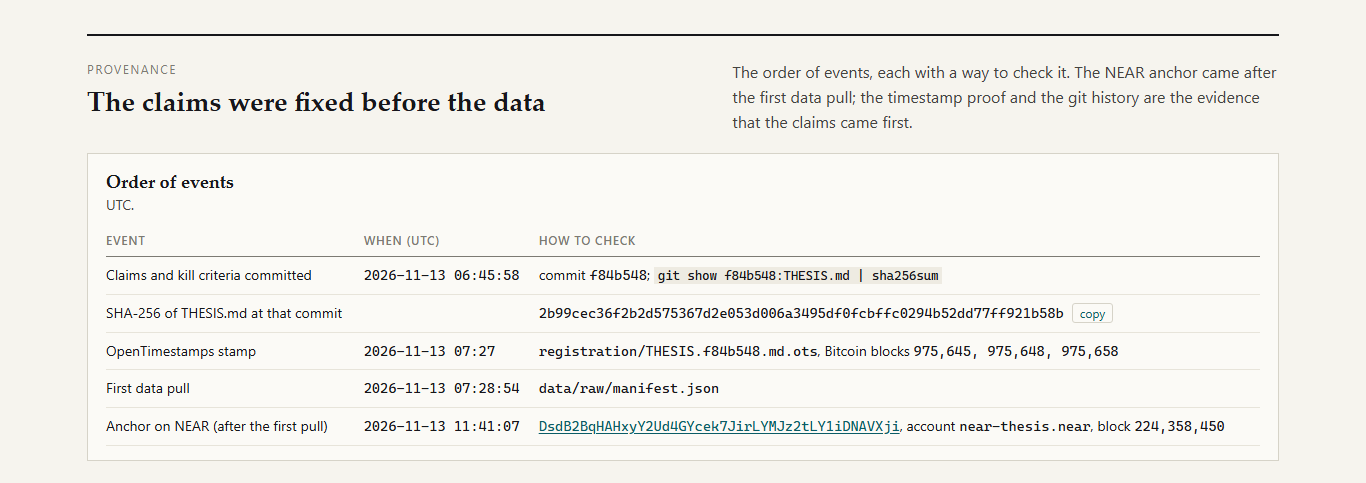 PROVENANCE
The claims were fixed before the data
The order of events, each with a way to check it. The NEAR anchor came after
the first data pull; the timestamp proof and the git history are the evidence
that the claims came first.
Order of events
UTC.
EVENT WHEN (UTC) HOW TO CHECK
Claims and kill criteria committed 2026-11-13 06:45:58 commit f84b548; git show f84b548:THESIS.md | sha256sum
SHA-256 of THESIS.md at that commit 2b99cec36f2b2d575367d2e053d006a3495df0fcbffc0294b52dd77ff921b58b copy
OpenTimestamps stamp 2026-11-13 07:27 registration/THESIS.f84b548.md.ots, Bitcoin blocks 975,645, 975,648, 975,658
First data pull 2026-11-13 07:28:54 data/raw/manifest.json
Anchor on NEAR (after the first pull) 2026-11-13 11:41:07 DsdB2BqHAHxyY2Ud4GYcek7JirLYMJz2tLY1iDNAVXji, account near-thesis.near, block 224,358,450